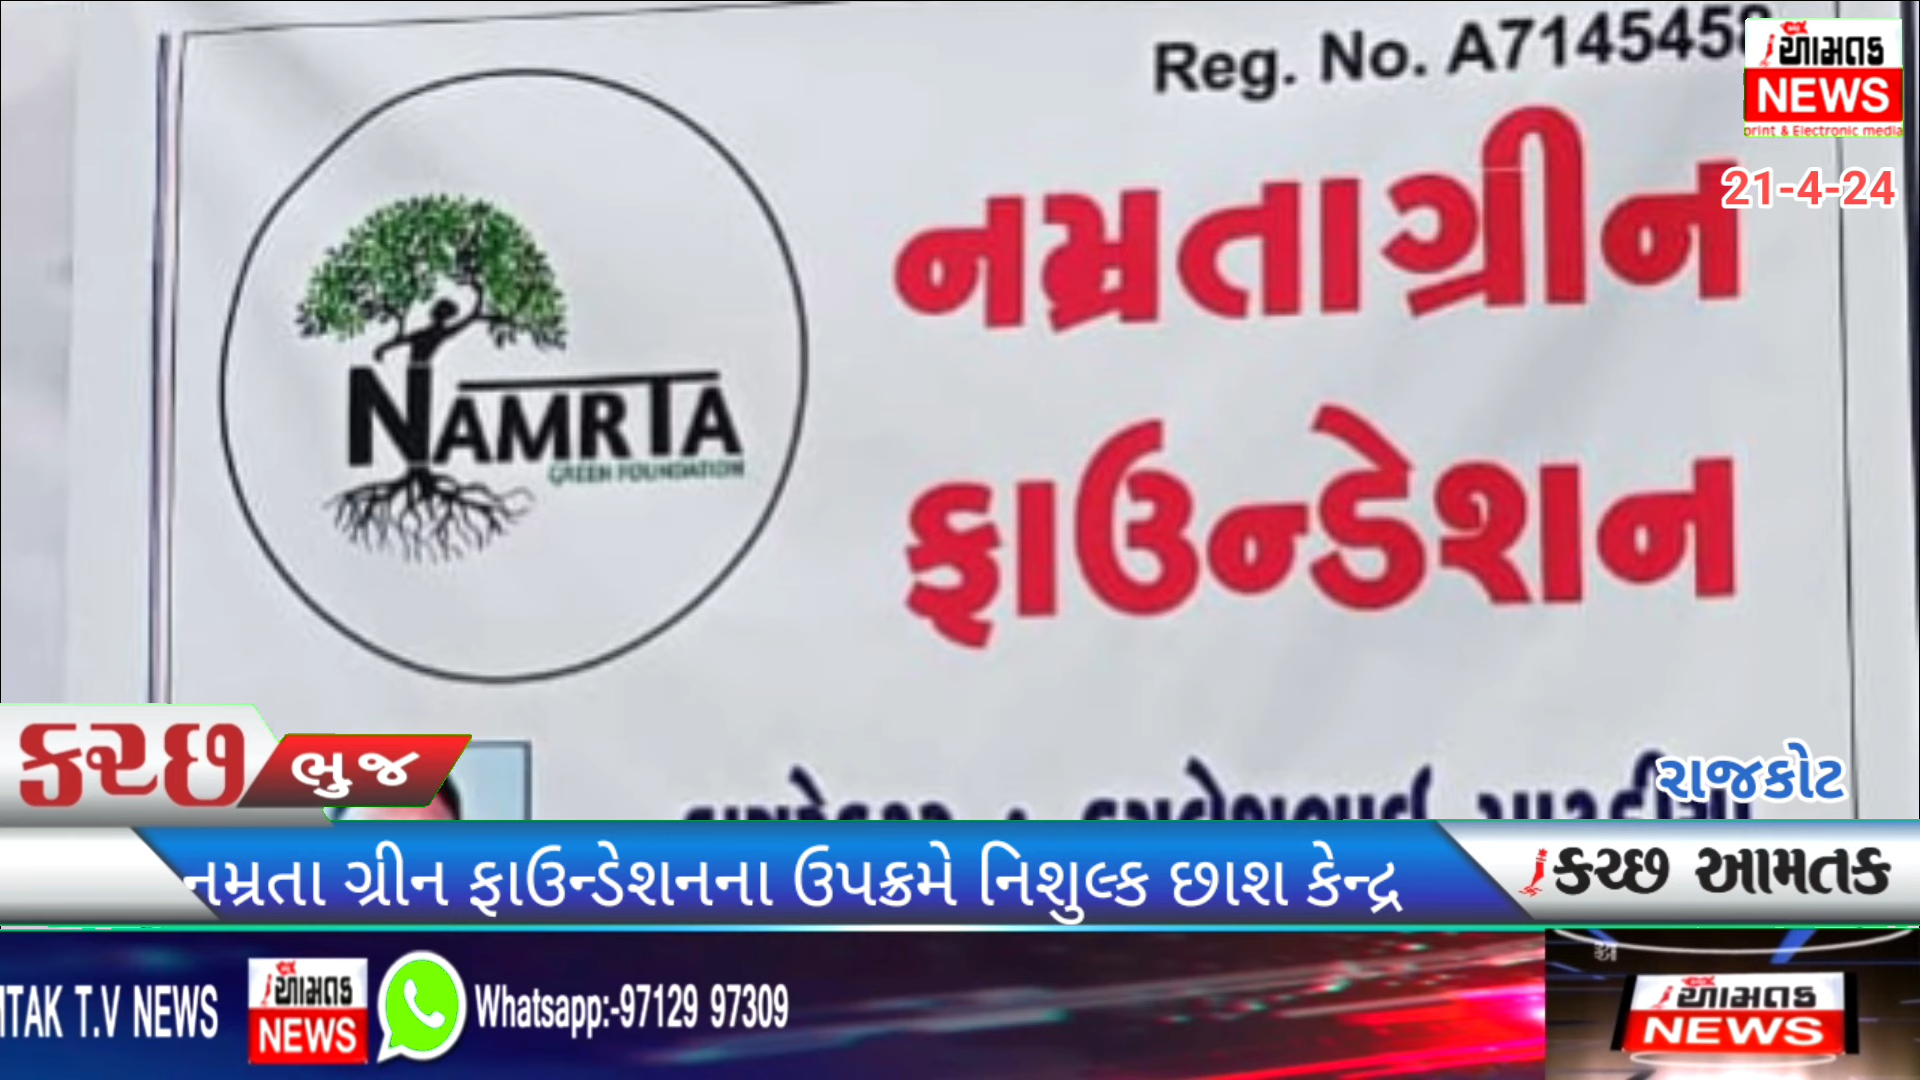 Reg. No. A714545
આમતક
NEWS
print & Electronic media
21-4-24
નમ્રતાગ્રીન
ફાઉન્ડેશન
NAMRTA
GREEN FOUNDATION
રાજકોટ
કચ્છ
ભુજ
નમ્રતા ગ્રીન ફાઉન્ડેશનના ઉપક્રમે નિશુલ્ક છાશ કેન્દ્ર
કચ્છ આમતક
MTAK T.V NEWS
આમતક
NEWS
Whatsapp:-97129 97309
આમતક
NEWS